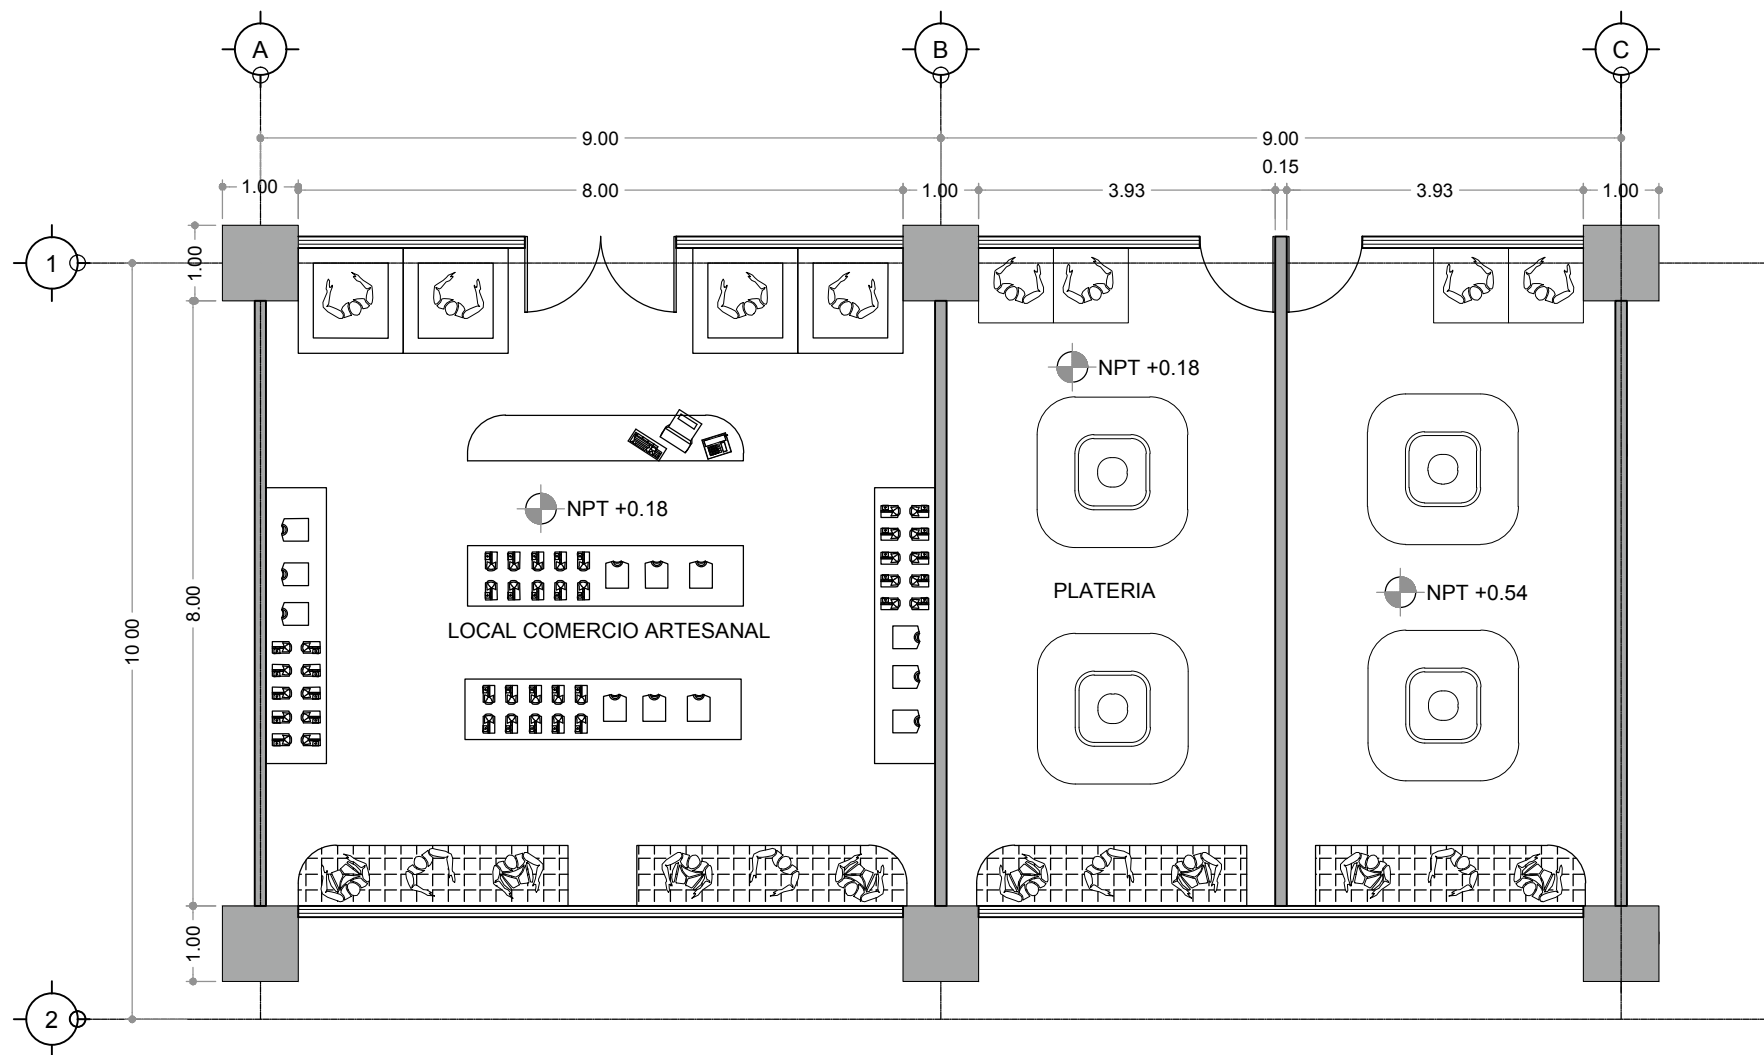 A
B
C
9.00
9.00
0.15
1.00
8.00
1.00
3.93
3.93
1.00
1
1.00
NPT +0.18
NPT +0.18
PLATERIA
NPT +0.54
8.00
10 00
LOCAL COMERCIO ARTESANAL
1.00
2